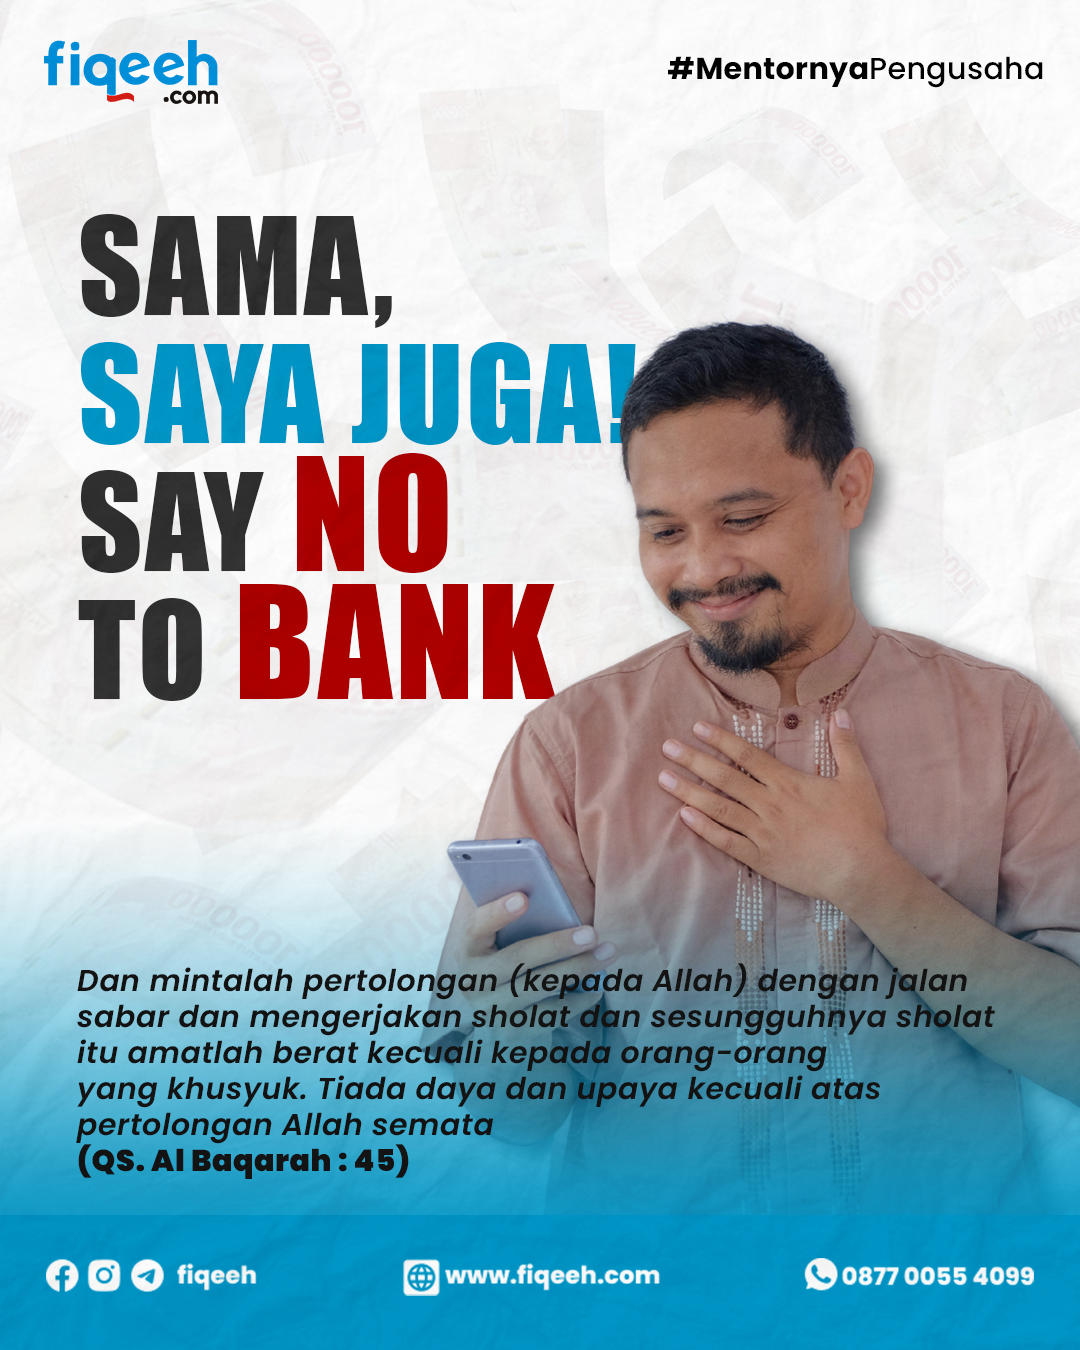 fiqeeh
.com
#MentornyaPengusaha
SAMA,
SAYA JUGA!
SAY NO
TO BANK
Dan mintalah pertolongan (kepada Allah) dengan jalan
sabar dan mengerjakan sholat dan sesungguhnya sholat
itu amatlah berat kecuali kepada orang-orang
yang khusyuk. Tiada daya dan upaya kecuali atas
pertolongan Allah semata
(QS. Al Baqarah : 45)
fiqeeh
www.fiqeeh.com
0877 0055 4099